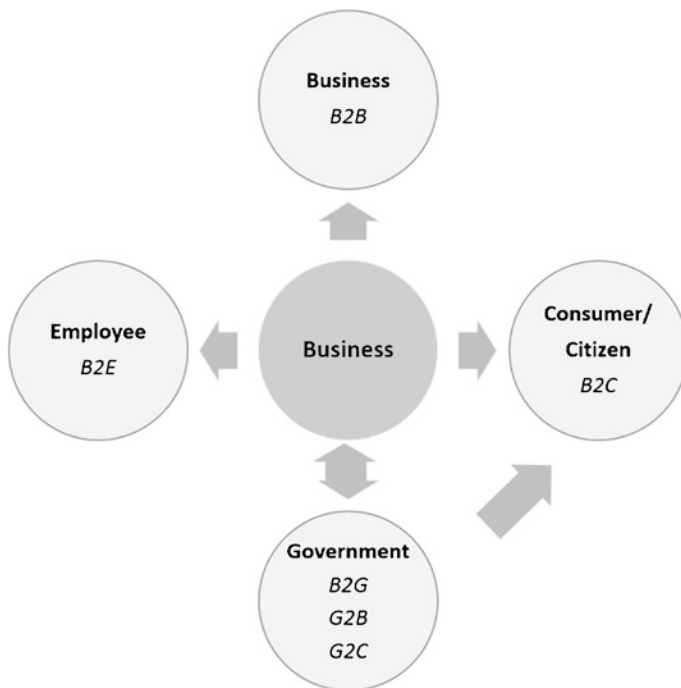 Business
B2B
Employee
B2E
Business
Consumer/
Citizen
B2C
Government
B2G
G2B
G2C